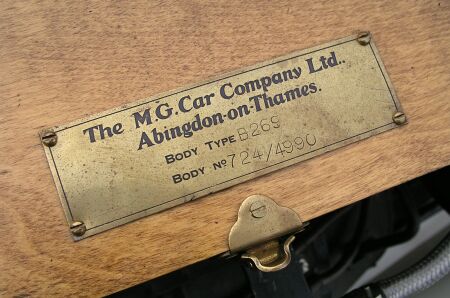 The M.G. Car Company Ltd..
Abingdon-on-Thames.
BODY TYPE B269
BODY No 724/4990